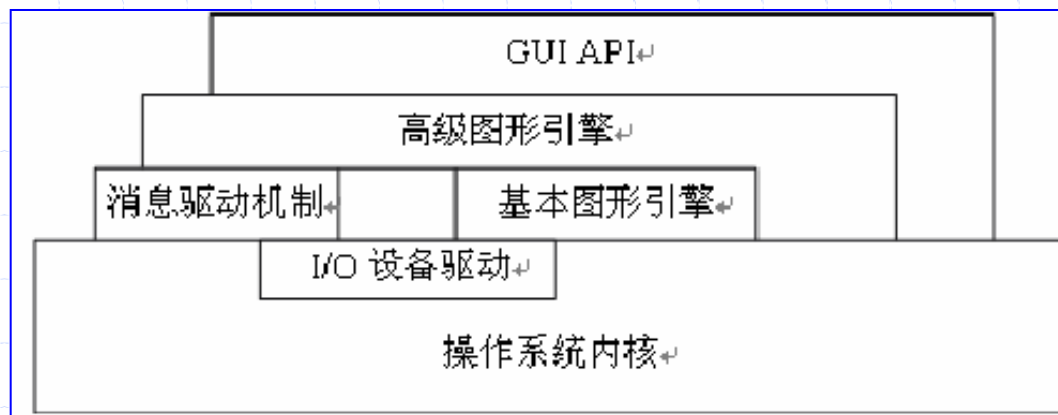 GUI API↵
高级图形引擎↵
消息驱动机制↵
基本图形引擎↵
I/O 设备驱动↵
操作系统内核↵